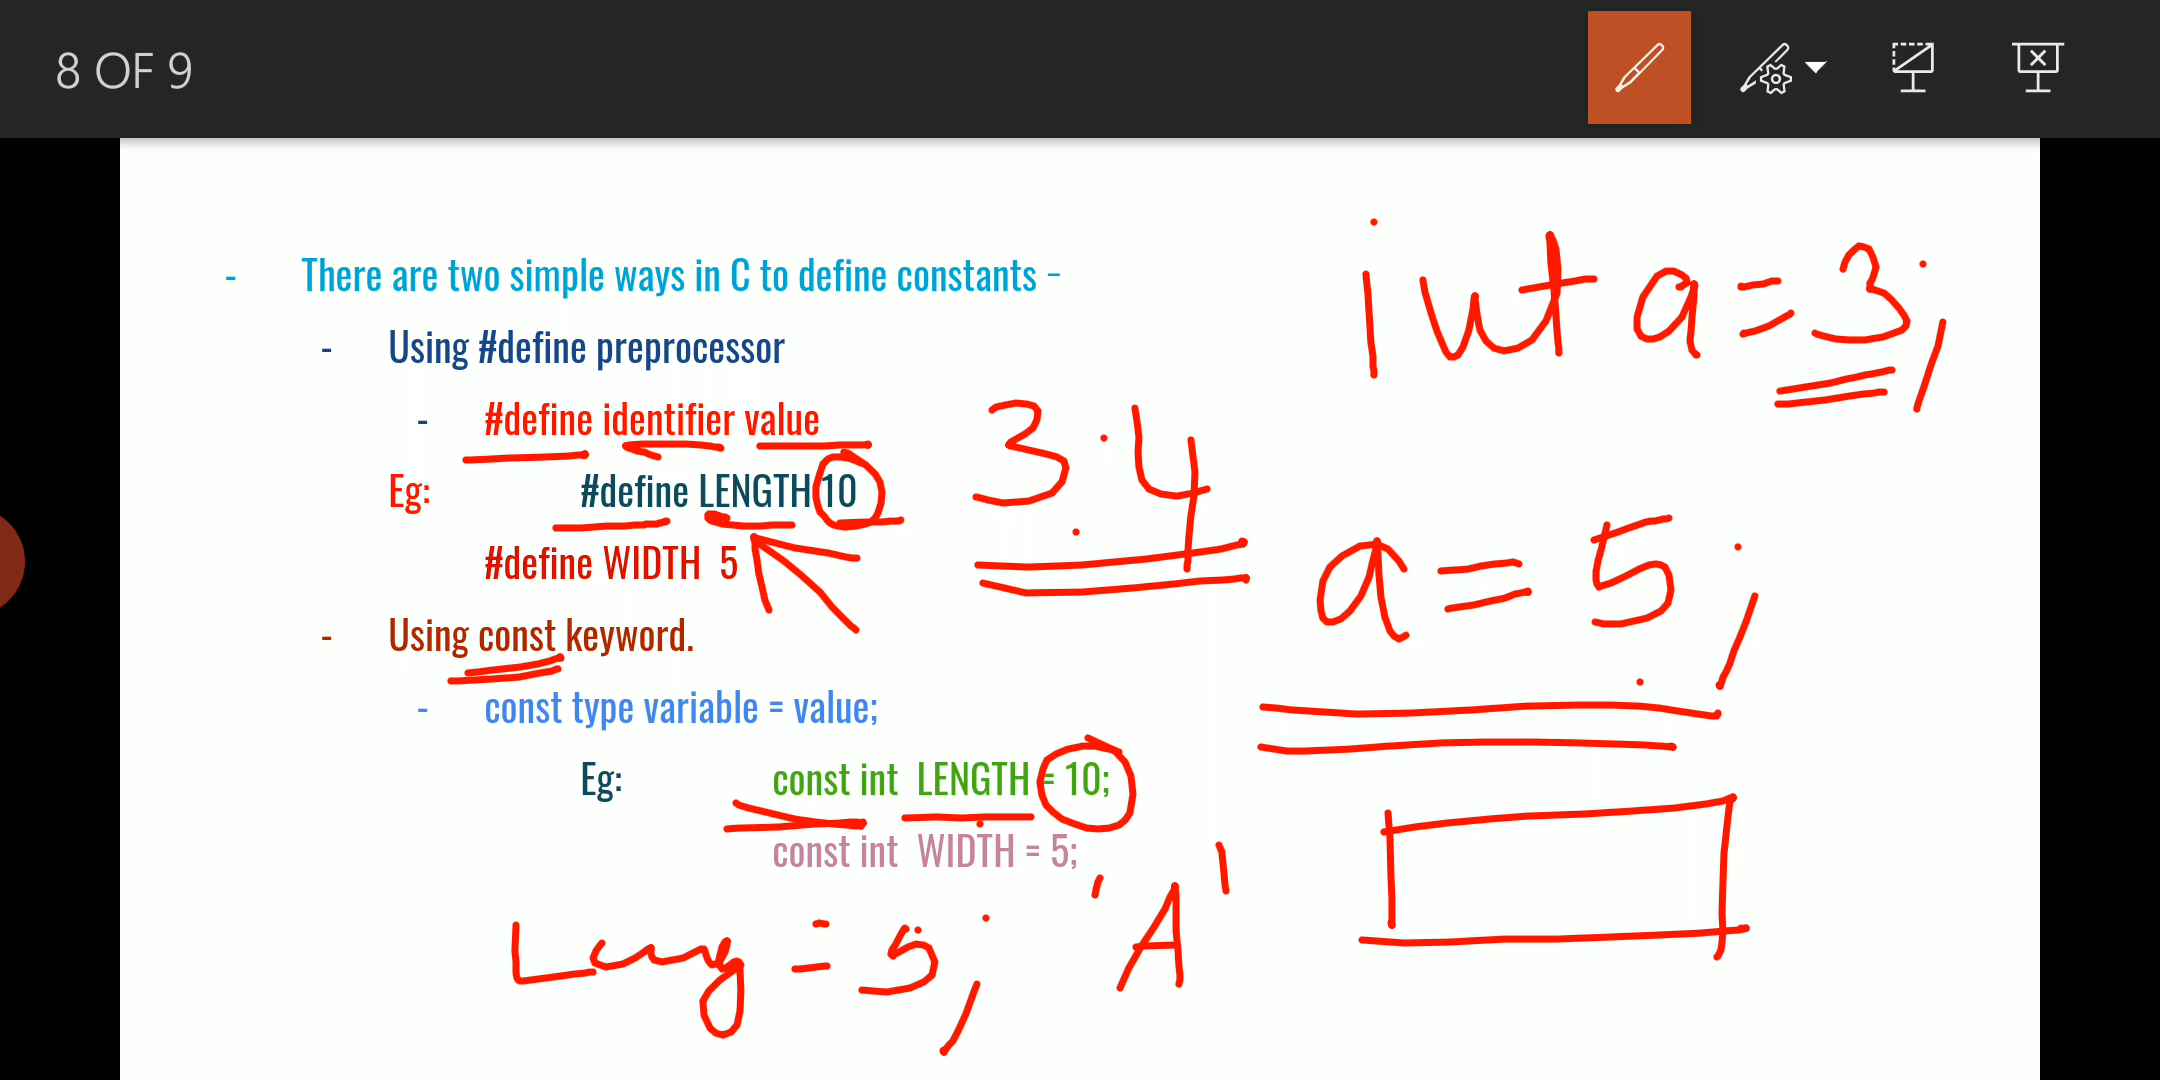 8 OF 9
- There are two simple ways in C to define constants –
- Using #define preprocessor
- #define identifier value
Eg: #define LENGTH 10
#define WIDTH 5
- Using const keyword.
- const type variable = value;
Eg: const int LENGTH = 10;
const int WIDTH = 5;
int a = 3;
3.4
a = 5;
= 5;
'A'